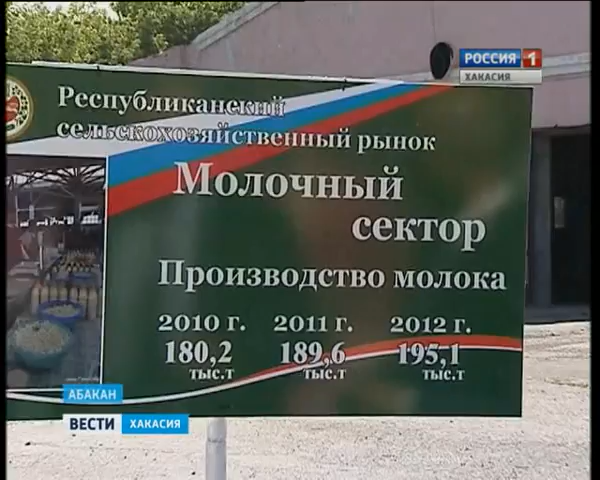 РОССИЯ 1
ХАКАСИЯ
Республиканский
сельскохозяйственный рынок
Молочный
сектор
Производство молока
2010 г. 2011 г. 2012 г.
180,2 189,6 195,1
тыс.т тыс.т тыс.т
АБАКАН
ВЕСТИ ХАКАСИЯ